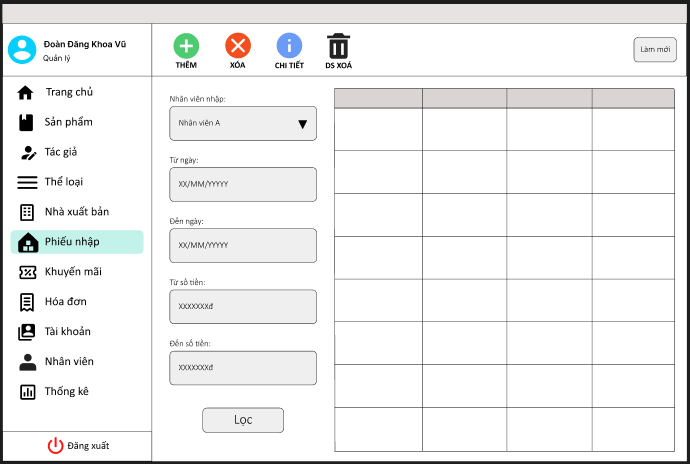 Đoàn Đăng Khoa Vũ
Quản lý
THÊM
XÓA
CHI TIẾT
DS XOÁ
Làm mới
Trang chủ
Sản phẩm
Tác giả
Thể loại
Nhà xuất bản
Phiếu nhập
Khuyến mãi
Hóa đơn
Tài khoản
Nhân viên
Thống kê
Đăng xuất
Nhân viên nhập:
Nhân viên A
Từ ngày:
XX/MM/YYYY
Đến ngày:
XX/MM/YYYY
Từ số tiền:
XXXXXXXđ
Đến số tiền:
XXXXXXXđ
Lọc